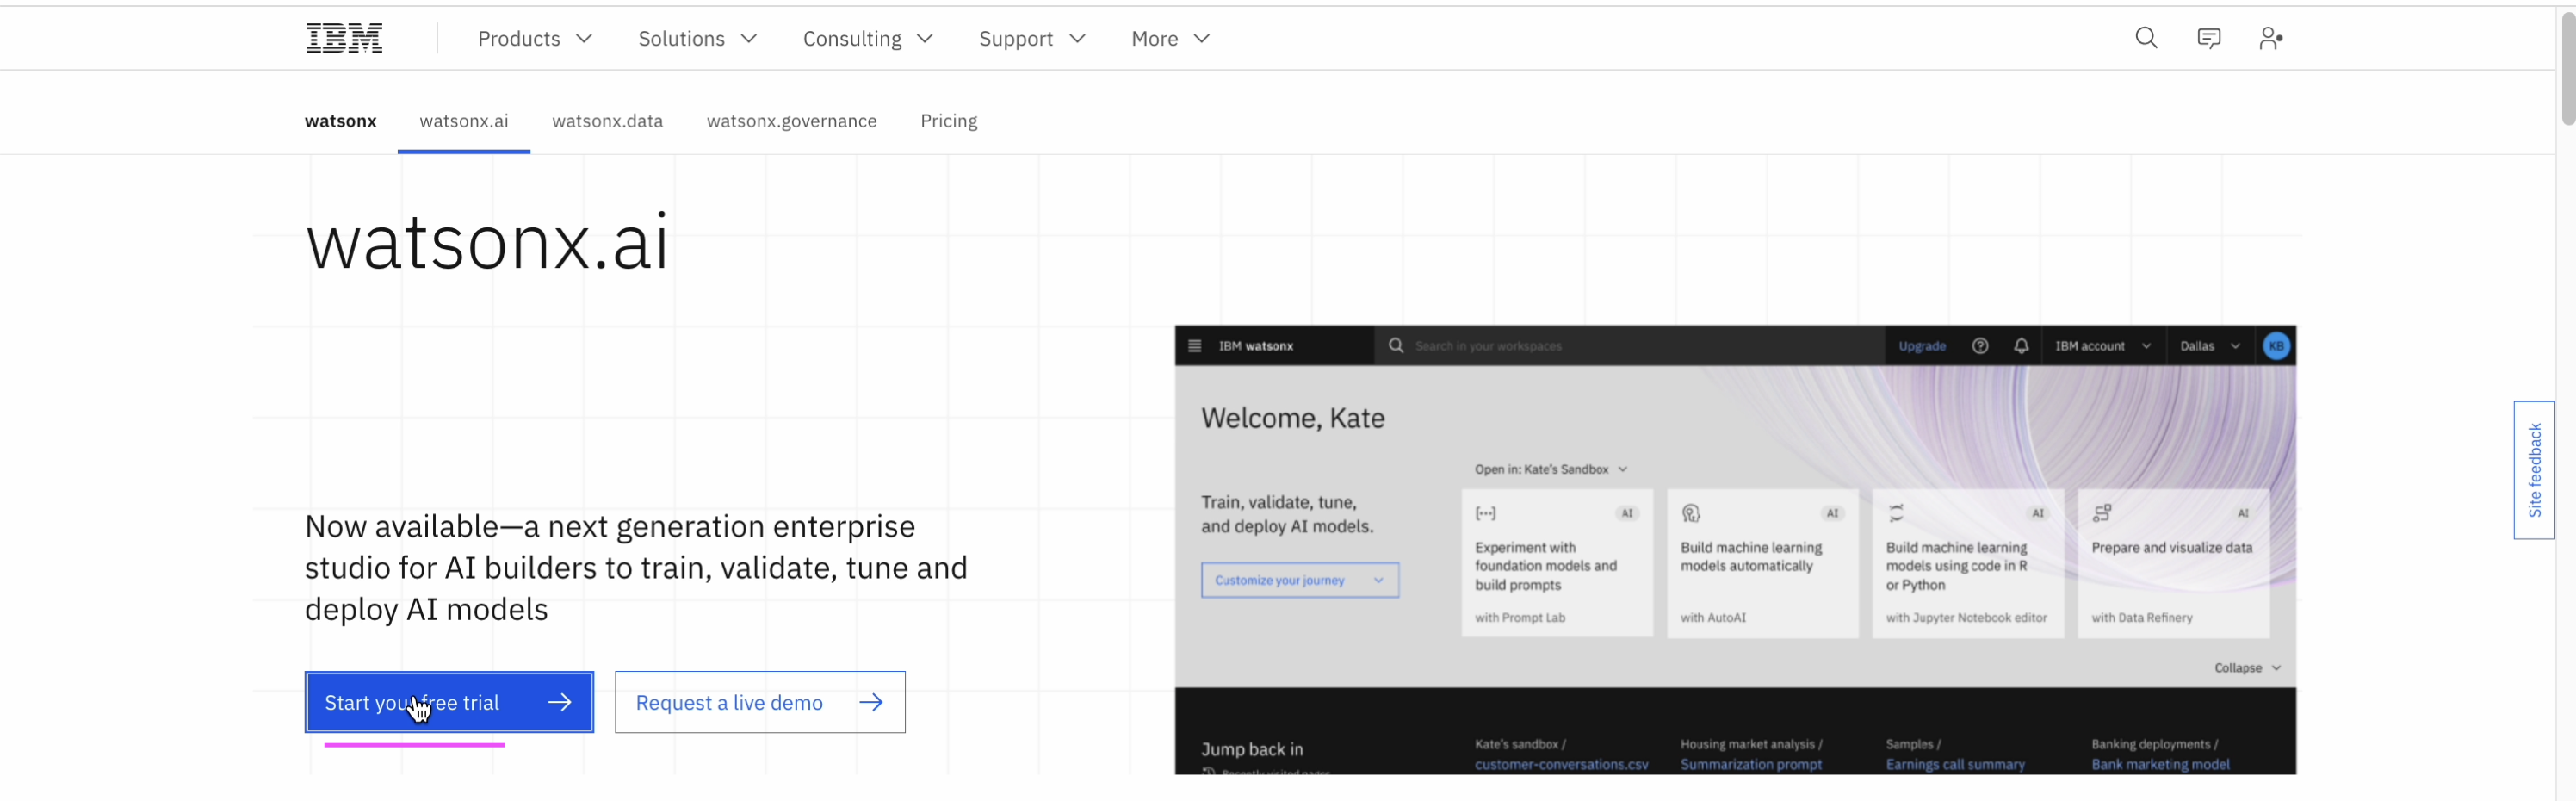 IBM
Products
Solutions
Consulting
Support
More
watsonx
watsonx.ai
watsonx.data
watsonx.governance
Pricing
watsonx.ai
Now available—a next generation enterprise
studio for AI builders to train, validate, tune and
deploy AI models
Start your free trial
Request a live demo
IBM watsonx
Search in your workspaces
Upgrade
IBM account
Dallas
KB
Welcome, Kate
Train, validate, tune,
and deploy AI models.
Customize your journey
Open in: Kate's Sandbox
AI
Experiment with
foundation models and
build prompts
with Prompt Lab
AI
Build machine learning
models automatically
with AutoAI
AI
Build machine learning
models using code in R
or Python
with Jupyter Notebook editor
AI
Prepare and visualize data
with Data Refinery
Collapse
Jump back in
Recently visited pages
Kate's sandbox /
customer-conversations.csv
Housing market analysis /
Summarization prompt
Samples /
Earnings call summary
Banking deployments /
Bank marketing model
Site feedback